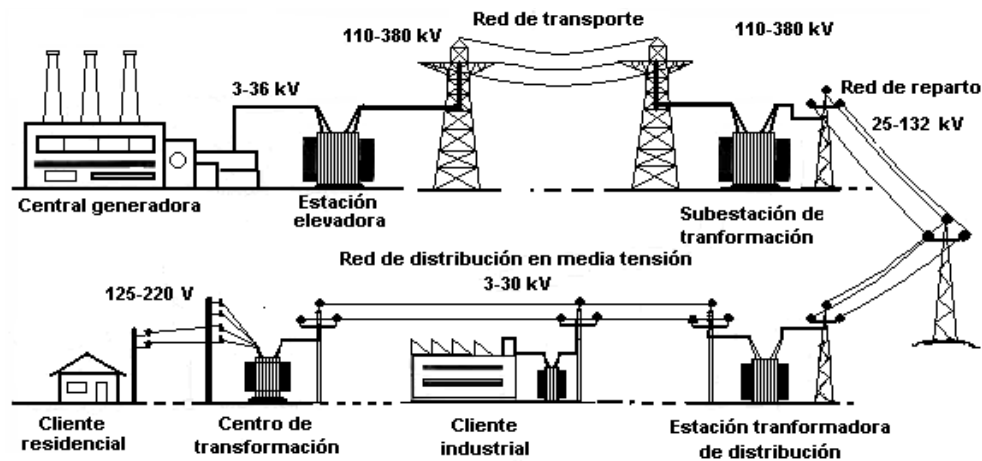 Red de transporte
110-380 kV
110-380 kV
3-36 kV
Red de reparto
25-132 kV
Central generadora
Estación
elevadora
Subestación de
tranformación
Red de distribución en media tensión
3-30 kV
125-220 V
Cliente
residencial
Centro de
transformación
Cliente
industrial
Estación tranformadora
de distribución